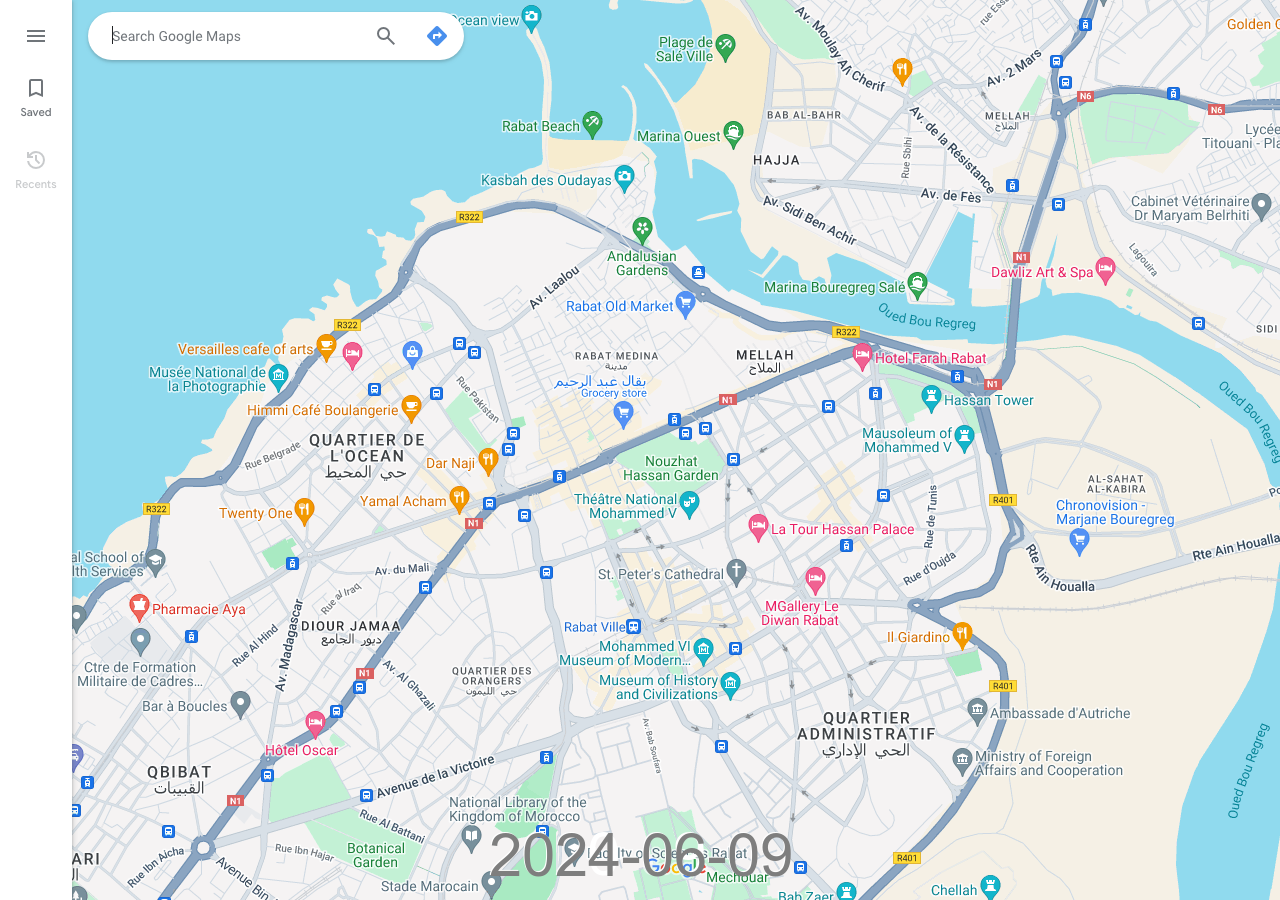 Search Google Maps
Saved
Recents
Ocean view
Plage de
Salé Ville
Av. Moulay An Cherif
Av. 2 Mars
Golden
N6
N6
Rabat Beach
Marina Ouest
BAB AL-BAHR
MELLAH
الملاح
Lycée
Titouani - Pla
Rue Sbihi
Av. de la Résistance
HAJJA
Kasbah des Oudayas
Av. de Fès
Cabinet Vétérinaire
Dr Maryam Belrhiti
R322
Av. Sidi Ben Achir
Andalusian
Gardens
N1
Lagouira
Dawliz Art & Spa
Av. Laalou
Marina Bouregreg Salé
Rabat Old Market
Oued Bou Regreg
R322
R322
SIDI
Versailles cafe of arts
RABAT MEDINA
مدينة
MELLAH
الملاح
Hotel Farah Rabat
Musée National de
la Photographie
بقال عبد الرحيم
Grocery store
N1
N1
Hassan Tower
Oued Bou Regreg
Rue Pakistan
Himmi Café Boulangerie
QUARTIER DE
L'OCEAN
حي المحيط
Mausoleum of
Mohammed V
Rue Belgrade
Dar Naji
Nouzhat
Hassan Garden
AL-SAHAT
AL-KABIRA
R322
Yamal Acham
Théâtre National
Mohammed V
R401
Chronovision -
Marjane Bouregreg
Twenty One
N1
La Tour Hassan Palace
Rue de Tunis
Rte Ain Houalla
Rte Ain Houalla
al School of
lth Services
Av. du Mali
St. Peter's Cathedral
Rue d'Oujda
Pharmacie Aya
Rue al Iraq
MGallery Le
Diwan Rabat
DIOUR JAMAA
ديور الجامع
Rabat Ville
Il Giardino
Rue Al Hind
Av. Madagascar
Mohammed VI
Museum of Modern...
Ctre de Formation
Militaire de Cadres...
N1
Av. Al Ghazali
QUARTIER DES
ORANGERS
حي الليمون
Museum of History
and Civilizations
R401
Bar à Boucles
Ambassade d'Autriche
QUARTIER
ADMINISTRATIF
الحي الإداري
Av. Bab Soufara
Hôtel Oscar
Ministry of Foreign
Affairs and Cooperation
Oued Bou Regreg
QBIBAT
القبيبات
Avenue de la Victoire
N1
National Library of the
Kingdom of Morocco
Rue Al Battani
2024-06-09
Google
Mechouar
Botanical
Garden
Rue Ibn Hajar
Rue Ibn Aicha
Avenue Bin
R401
Stade Marocain
Bab Zaer
Chellah